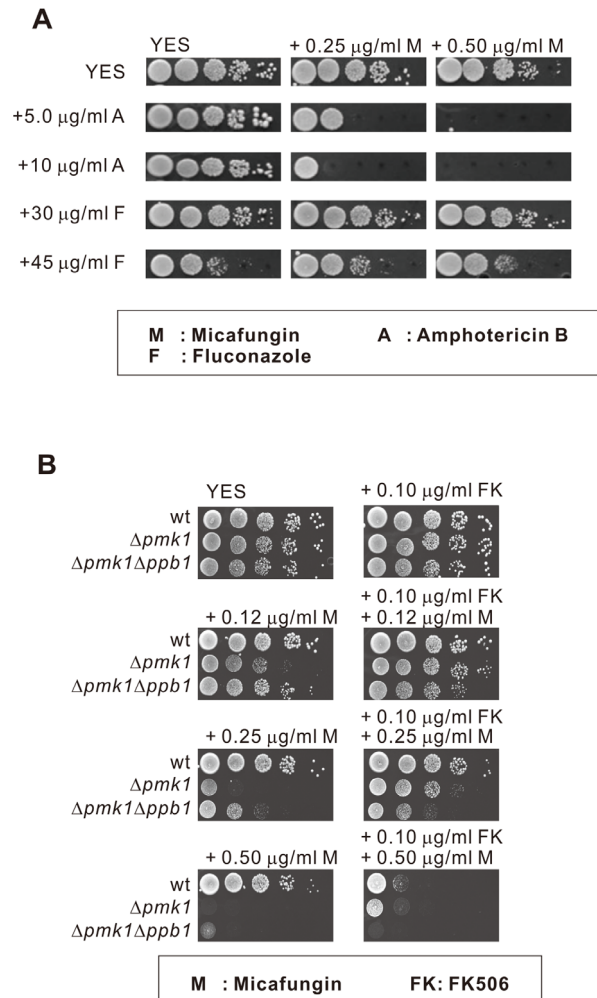 A
YES + 0.25 μg/ml M + 0.50 μg/ml M
YES
+5.0 μg/ml A
+10 μg/ml A
+30 μg/ml F
+45 μg/ml F
M : Micafungin A : Amphotericin B
F : Fluconazole
B
YES + 0.10 μg/ml FK
wt
Δpmk1
Δpmk1Δppb1
+ 0.10 μg/ml FK
+ 0.12 μg/ml M + 0.12 μg/ml M
wt
Δpmk1
Δpmk1Δppb1
+ 0.10 μg/ml FK
+ 0.25 μg/ml M + 0.25 μg/ml M
wt
Δpmk1
Δpmk1Δppb1
+ 0.10 μg/ml FK
+ 0.50 μg/ml M + 0.50 μg/ml M
wt
Δpmk1
Δpmk1Δppb1
M : Micafungin FK: FK506